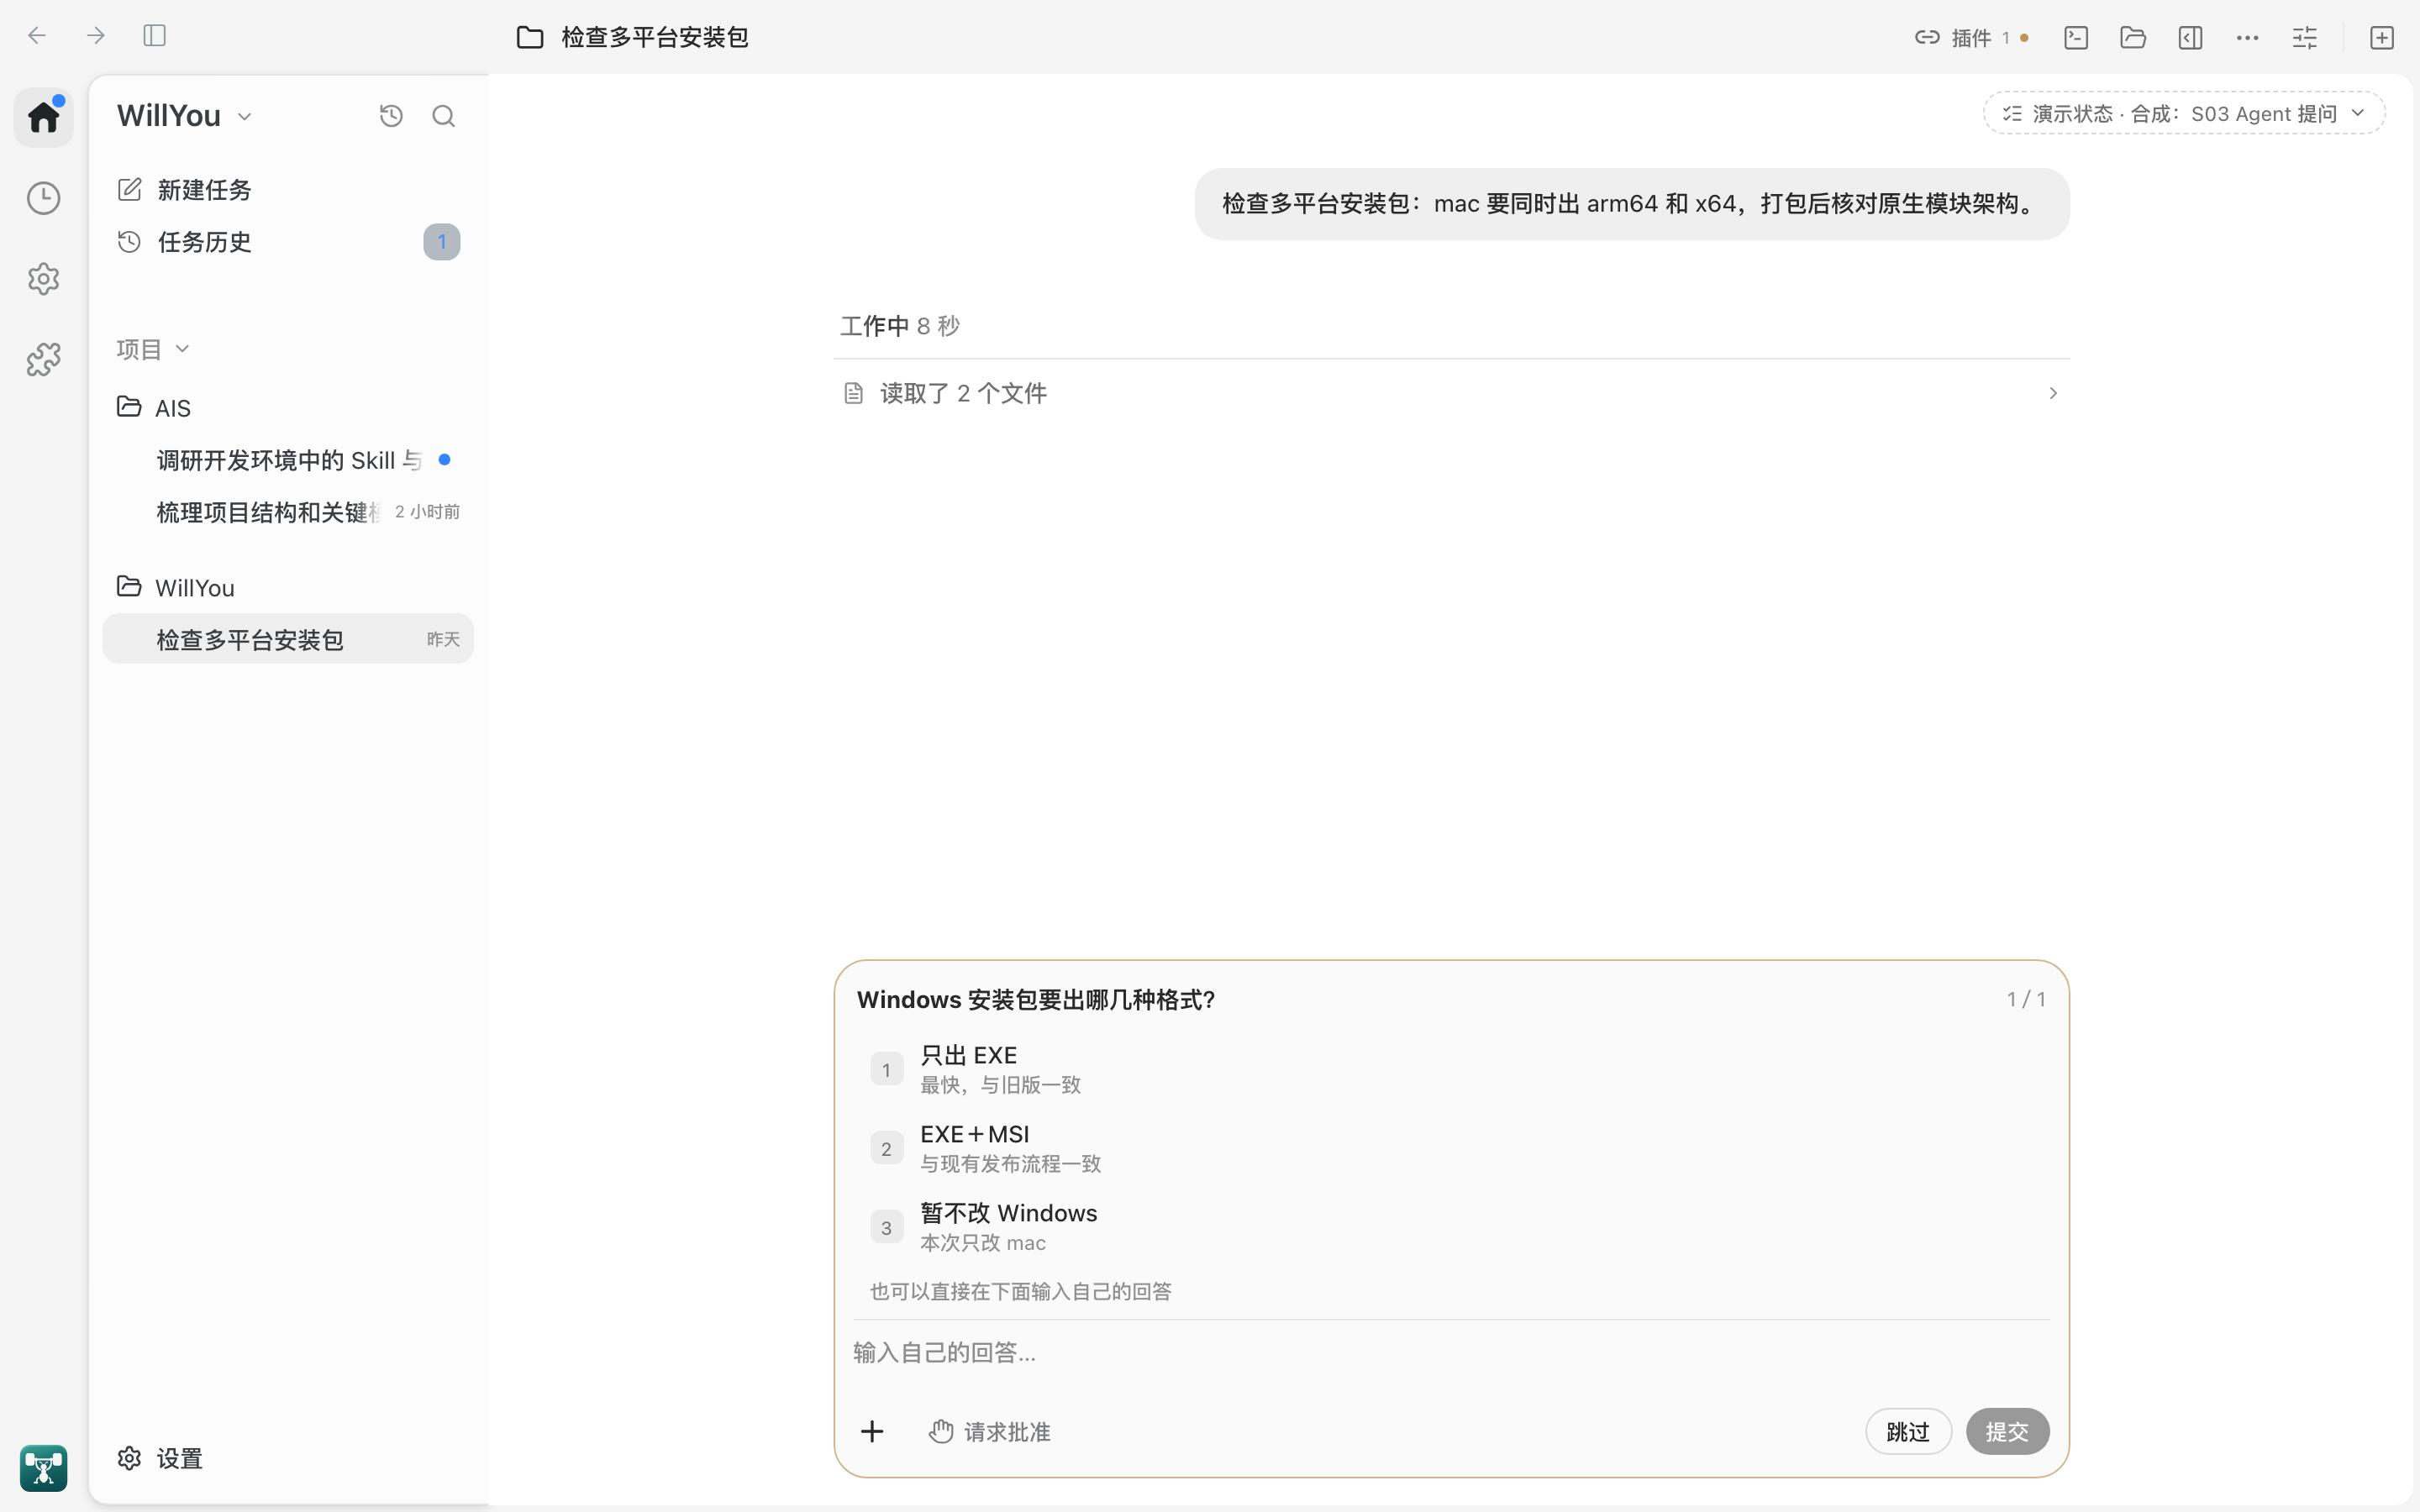 检查多平台安装包
插件 1
WillYou
演示状态 · 合成：S03 Agent 提问
新建任务
检查多平台安装包：mac 要同时出 arm64 和 x64，打包后核对原生模块架构。
任务历史 1
工作中 8 秒
项目
读取了 2 个文件
AIS
调研开发环境中的 Skill 与
梳理项目结构和关键 2 小时前
WillYou
检查多平台安装包 昨天
Windows 安装包要出哪几种格式？ 1 / 1
1 只出 EXE
最快，与旧版一致
2 EXE＋MSI
与现有发布流程一致
3 暂不改 Windows
本次只改 mac
也可以直接在下面输入自己的回答
输入自己的回答...
请求批准 跳过 提交
设置